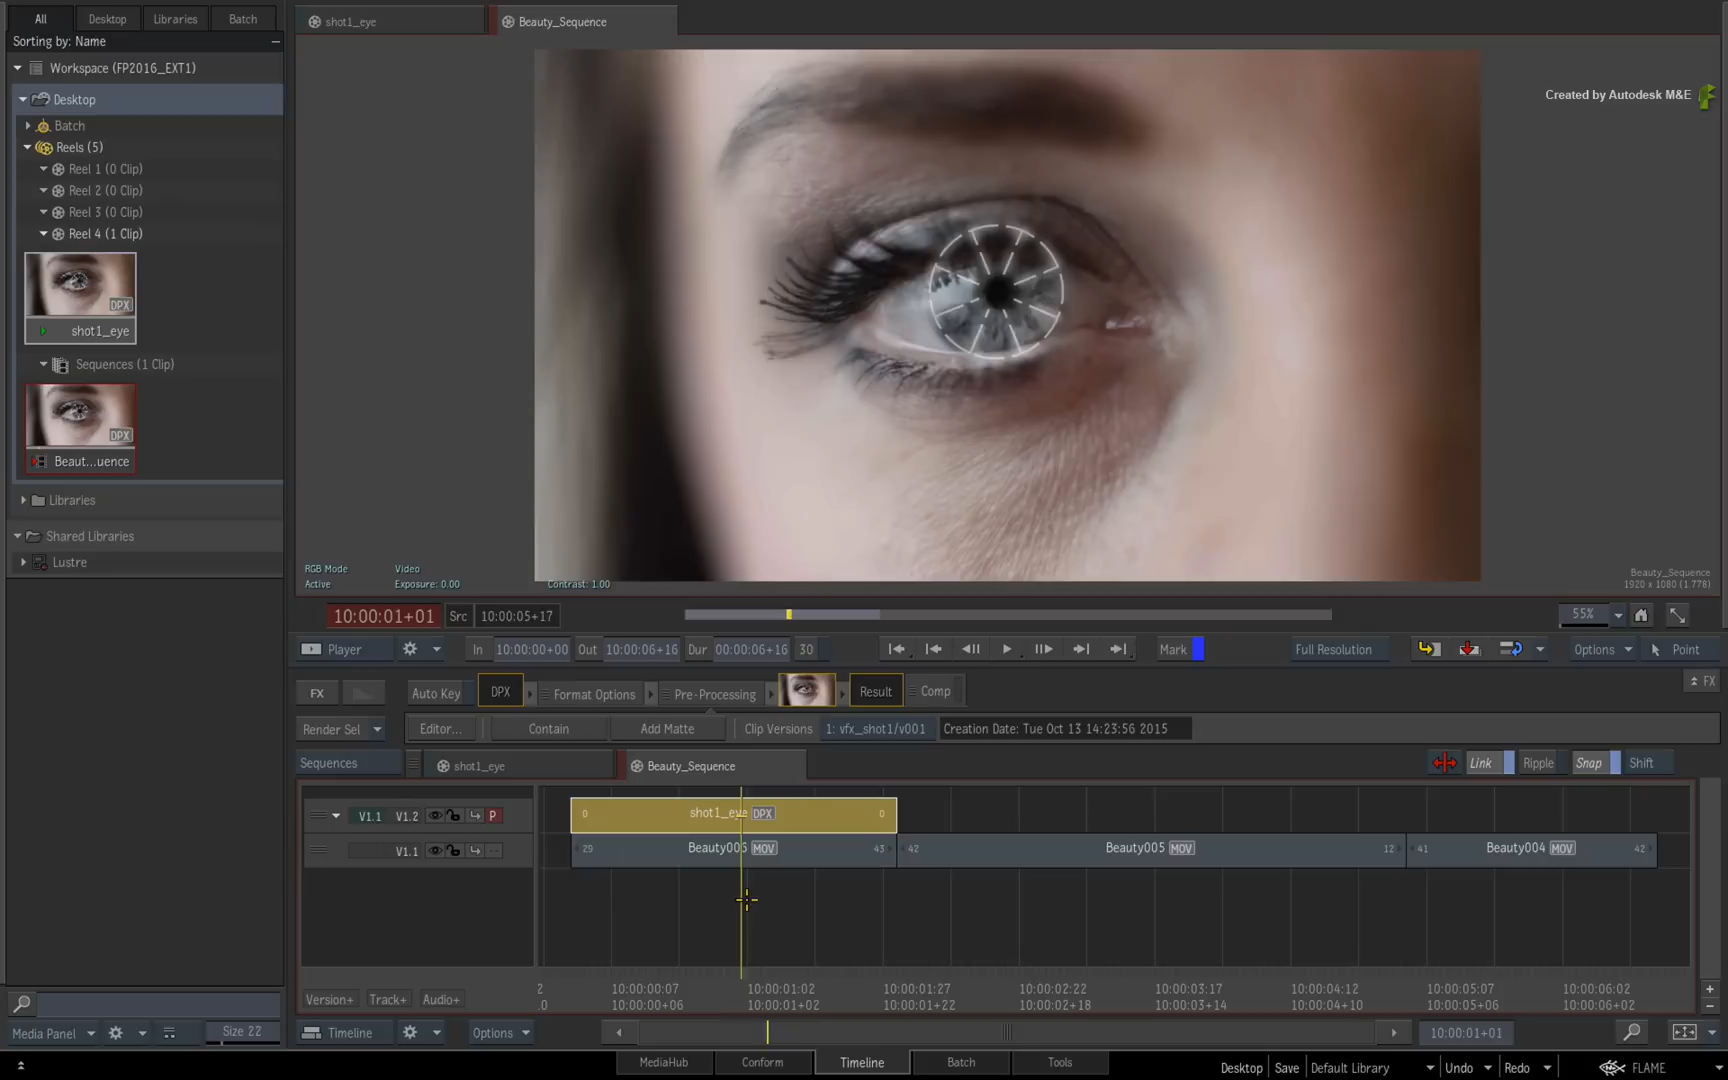 All Desktop Libraries Batch
Sorting by: Name
Workspace (FP2016_EXT1)
Desktop
Batch
Reels (5)
Reel 1 (0 Clip)
Reel 2 (0 Clip)
Reel 3 (0 Clip)
Reel 4 (1 Clip)
DPX
shot1_eye
Sequences (1 Clip)
DPX
Beaut...uence
Libraries
Shared Libraries
Lustre
Media Panel Size 22
shot1_eye Beauty_Sequence
Created by Autodesk M&E
RGB Mode Video
Active Exposure: 0.00 Contrast: 1.00
Beauty_Sequence
1920 x 1080 (1.778)
10:00:01+01 Src 10:00:05+17 55%
Player In 10:00:00+00 Out 10:00:06+16 Dur 00:00:06+16 30 Mark Full Resolution Options Point
FX Auto Key DPX Format Options Pre-Processing Result Comp FX
Render Sel Editor... Contain Add Matte Clip Versions 1: vfx_shot1/v001 Creation Date: Tue Oct 13 14:23:56 2015
Sequences shot1_eye Beauty_Sequence Link Ripple Snap Shift
V1.1 V1.2 P 0 shot1_eye DPX 0
V1.1 29 Beauty006 MOV 43 42 Beauty005 MOV 12 41 Beauty004 MOV 42
2 10:00:00:07 10:00:01:02 10:00:01:27 10:00:02:22 10:00:03:17 10:00:04:12 10:00:05:07 10:00:06:02
.0 10:00:00+06 10:00:01+02 10:00:01+22 10:00:02+18 10:00:03+14 10:00:04+10 10:00:05+06 10:00:06+02
Version+ Track+ Audio+
Timeline Options 10:00:01+01
MediaHub Conform Timeline Batch Tools
Desktop Save Default Library Undo Redo FLAME